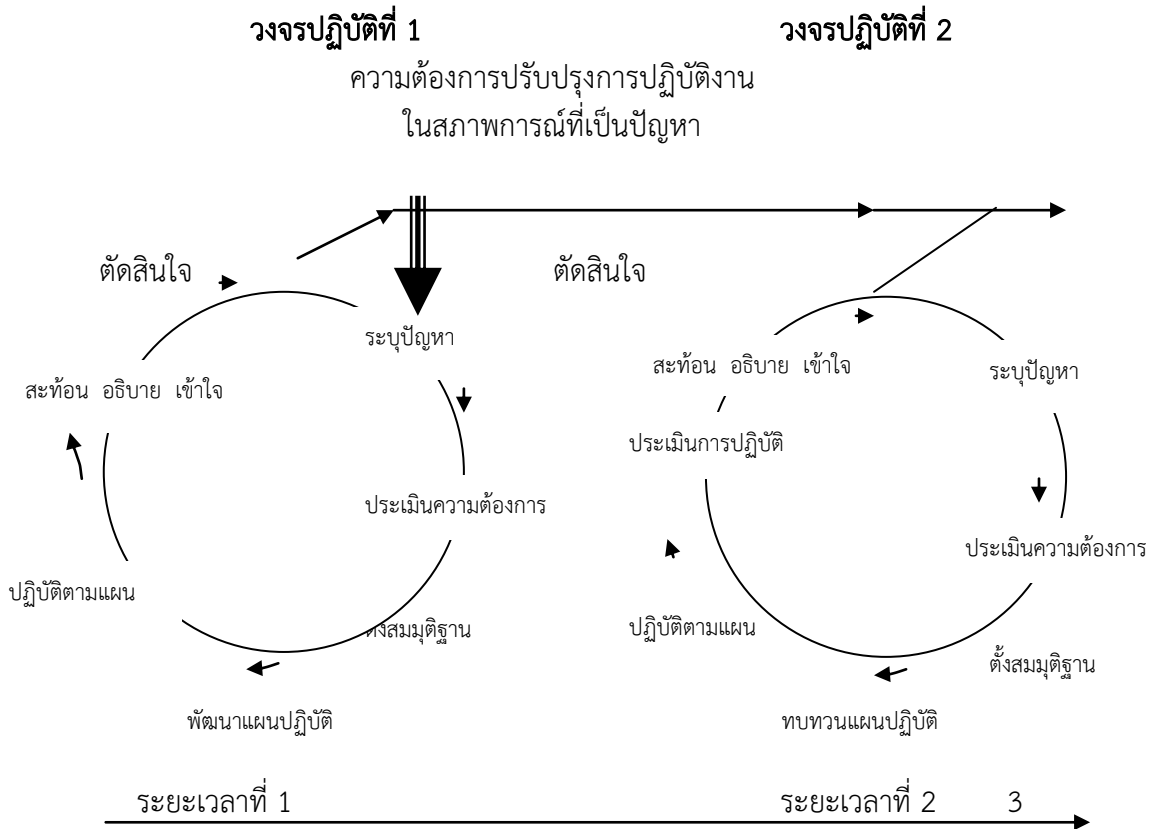 วงจรปฏิบัติที่ 1 วงจรปฏิบัติที่ 2
ความต้องการปรับปรุงการปฏิบัติงาน
ในสภาพการณ์ที่เป็นปัญหา
ตัดสินใจ ตัดสินใจ
ระบุปัญหา
สะท้อน อธิบาย เข้าใจ สะท้อน อธิบาย เข้าใจ ระบุปัญหา
ประเมินการปฏิบัติ
ประเมินความต้องการ
ประเมินความต้องการ
ปฏิบัติตามแผน
ตั้งสมมุติฐาน ปฏิบัติตามแผน
ตั้งสมมุติฐาน
พัฒนาแผนปฏิบัติ ทบทวนแผนปฏิบัติ
ระยะเวลาที่ 1 ระยะเวลาที่ 2 3